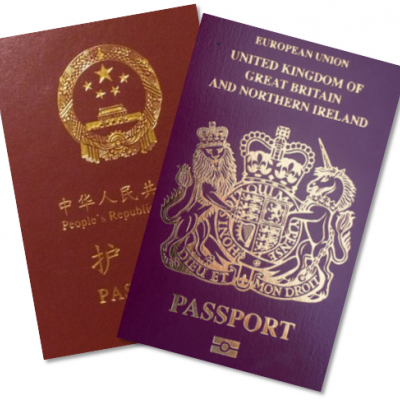 中华人民共
People's Republi
护
PAS
EUROPEAN UNION
UNITED KINGDOM OF
GREAT BRITAIN
AND NORTHERN IRELAND
DIEU ET MON DROIT
PASSPORT